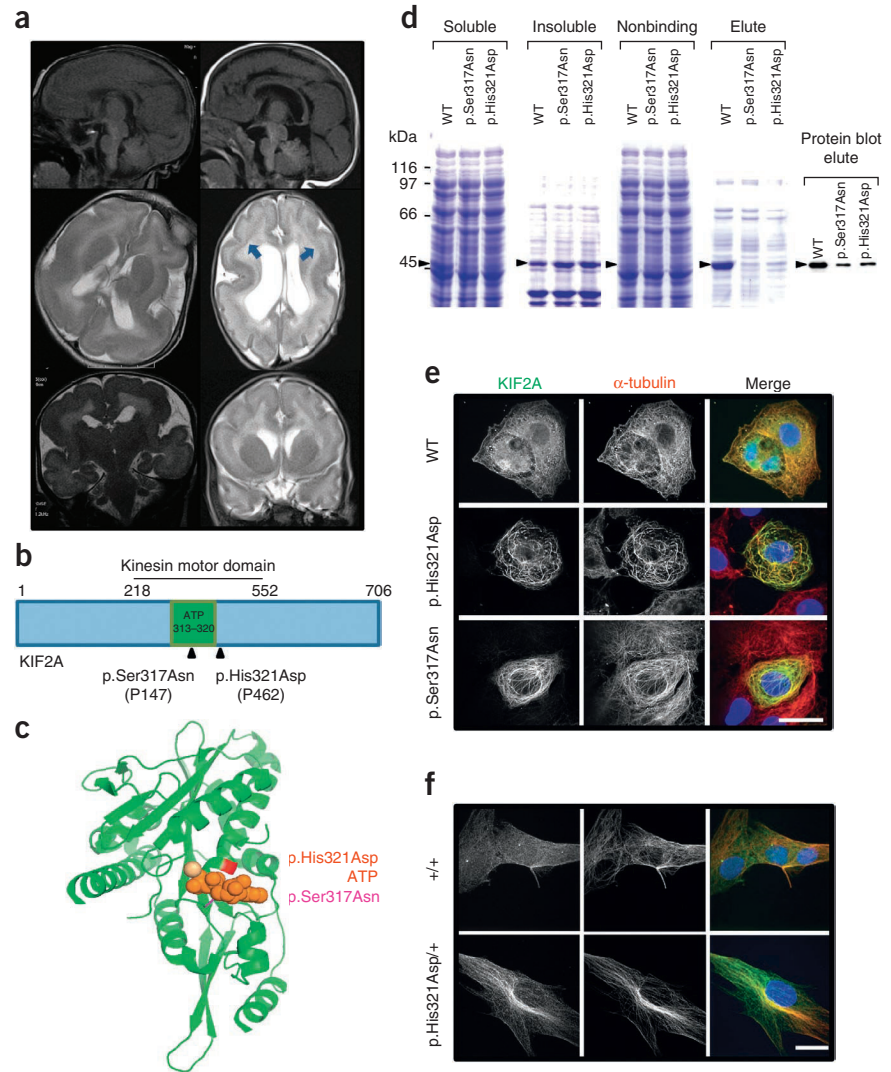 a
b
Kinesin motor domain
1 218 552 706
ATP
313–320
KIF2A
p.Ser317Asn
(P147)
p.His321Asp
(P462)
c
p.His321Asp
ATP
p.Ser317Asn
d
Soluble Insoluble Nonbinding Elute
WT p.Ser317Asn p.His321Asp WT p.Ser317Asn p.His321Asp WT p.Ser317Asn p.His321Asp WT p.Ser317Asn p.His321Asp
kDa
116
97
66
45
Protein blot
elute
WT p.Ser317Asn p.His321Asp
e
KIF2A α-tubulin Merge
WT
p.His321Asp
p.Ser317Asn
f
+/+
p.His321Asp/+